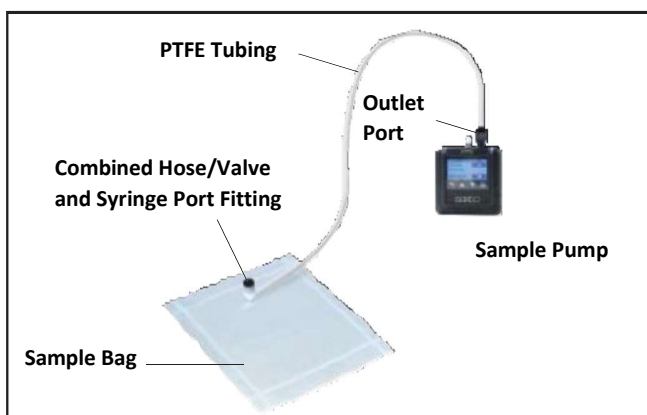 PTFE Tubing
Outlet
Port
Combined Hose/Valve
and Syringe Port Fitting
Sample Pump
Sample Bag